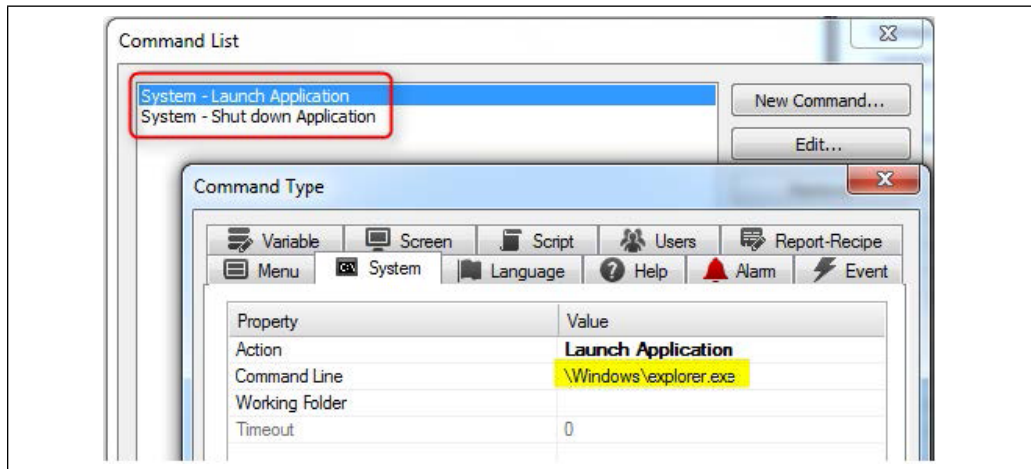 Command List
System - Launch Application
System - Shut down Application
New Command...
Edit...
Command Type
Variable Screen Script Users Report-Recipe
Menu System Language Help Alarm Event
Property Value
Action Launch Application
Command Line \Windows\explorer.exe
Working Folder
Timeout 0